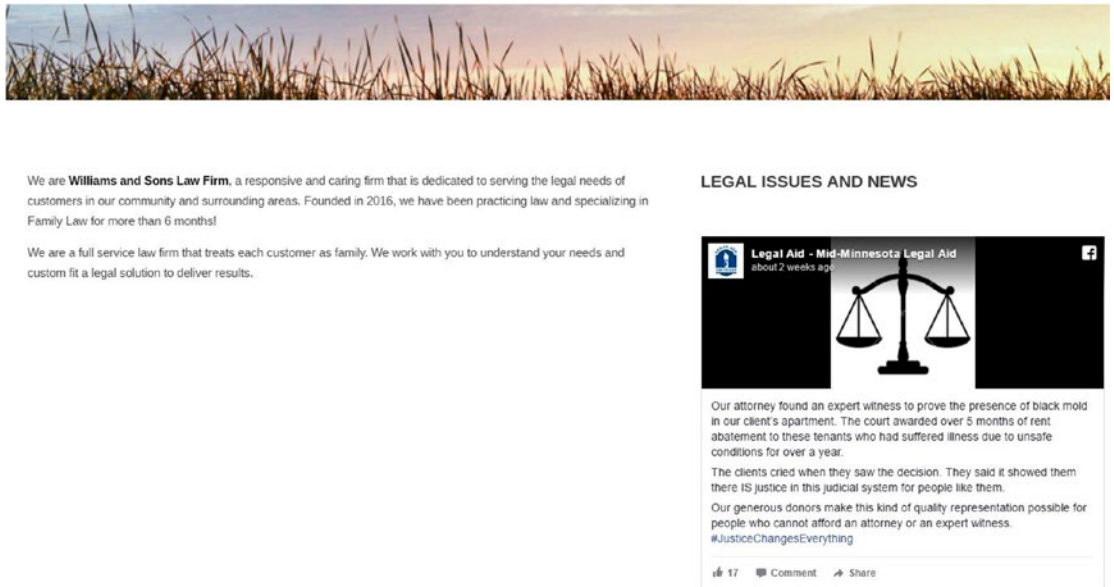 We are Williams and Sons Law Firm, a responsive and caring firm that is dedicated to serving the legal needs of
customers in our community and surrounding areas. Founded in 2016, we have been practicing law and specializing in
Family Law for more than 6 months!
We are a full service law firm that treats each customer as family. We work with you to understand your needs and
custom fit a legal solution to deliver results.
LEGAL ISSUES AND NEWS
Legal Aid - Mid-Minnesota Legal Aid
about 2 weeks ago
Our attorney found an expert witness to prove the presence of black mold
in our client's apartment. The court awarded over 5 months of rent
abatement to these tenants who had suffered illness due to unsafe
conditions for over a year.
The clients cried when they saw the decision. They said it showed them
there IS justice in this judicial system for people like them.
Our generous donors make this kind of quality representation possible for
people who cannot afford an attorney or an expert witness.
#JusticeChangesEverything
17 Comment Share